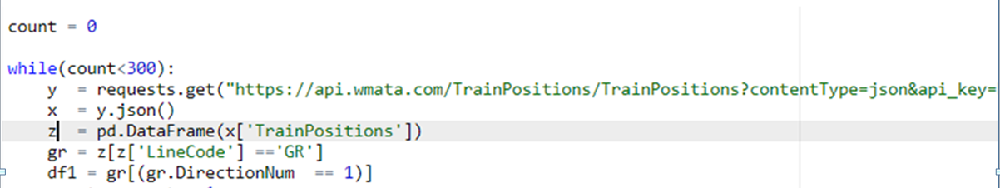 count = 0
while(count<300):
    y  = requests.get("https://api.wmata.com/TrainPositions/TrainPositions?contentType=json&api_key=
    x  = y.json()
    z  = pd.DataFrame(x['TrainPositions'])
    gr = z[z['LineCode'] =='GR']
    df1 = gr[(gr.DirectionNum  == 1)]